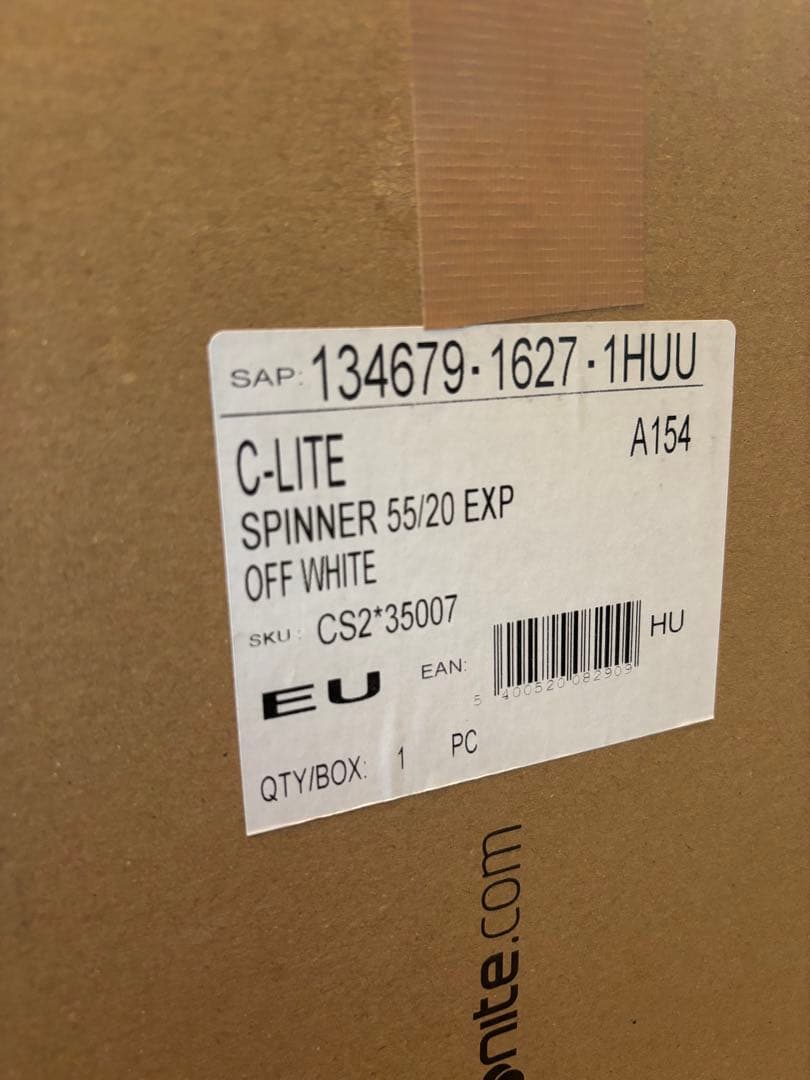 SAP: 134679·1627·1HUU
C-LITE A154
SPINNER 55/20 EXP
OFF WHITE
SKU: CS2*35007
EU EAN: HU
5 400520 082909
QTY/BOX: 1 PC
nite.com